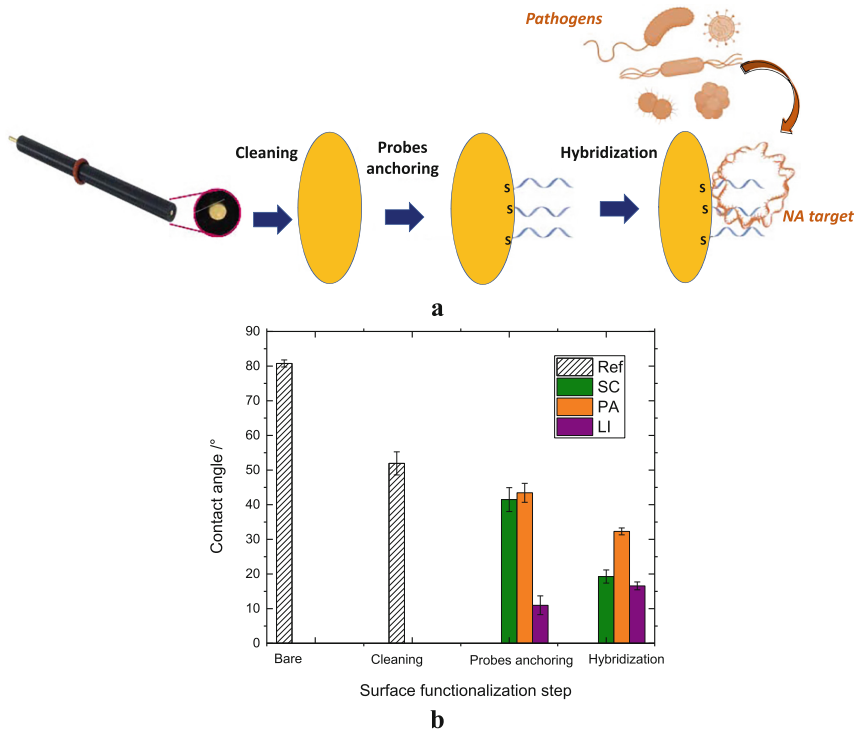 Pathogens
Cleaning
Probes
anchoring
Hybridization
S
S
S
S
S
S
NA target
a
90
80
70
60
50
40
30
20
10
0
Contact angle /°
Ref
SC
PA
LI
Bare
Cleaning
Probes anchoring
Hybridization
Surface functionalization step
b